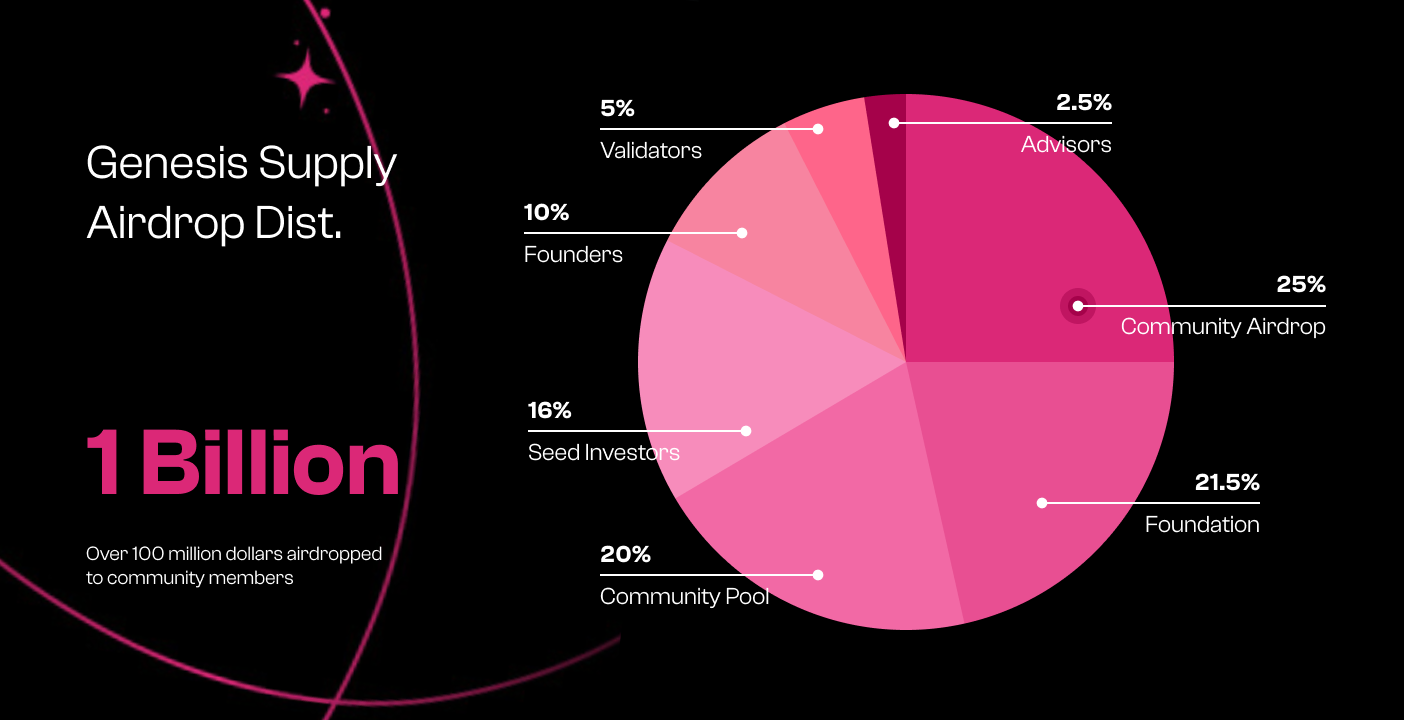 Genesis Supply
Airdrop Dist.
1 Billion
Over 100 million dollars airdropped
to community members
5%
Validators
10%
Founders
16%
Seed Investors
20%
Community Pool
2.5%
Advisors
25%
Community Airdrop
21.5%
Foundation